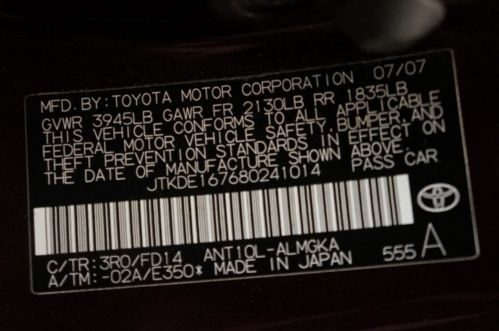 MFD. BY: TOYOTA MOTOR CORPORATION 07/07
GVWR 3945LB GAWR FR 2130LB RR 1835LB
THIS VEHICLE CONFORMS TO ALL APPLICABLE
FEDERAL MOTOR VEHICLE SAFETY, BUMPER, AND
THEFT PREVENTION STANDARDS IN EFFECT ON
THE DATE OF MANUFACTURE SHOWN ABOVE.
JTKDE167680241014 PASS CAR
C/TR: 3R0/FD14 ANT10L-ALMGKA
A/TM: -02A/E350* MADE IN JAPAN 555 A